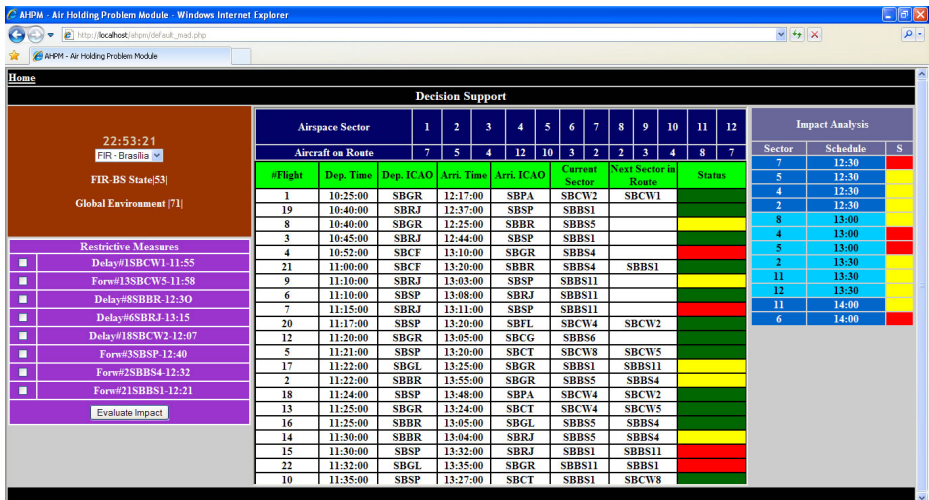 AHPM - Air Holding Problem Module - Windows Internet Explorer
http://localhost/ahpm/default_mad.php
AHPM - Air Holding Problem Module
Home
Decision Support
22:53:21
FIR - Brasília
FIR-BS State|53|
Global Environment |71|
Restrictive Measures
Delay#1SBCW1-11:55
Forw#13SBCW5-11:58
Delay#8SBBR-12:3O
Delay#6SBRJ-13:15
Delay#18SBCW2-12:07
Forw#3SBSP-12:40
Forw#2SBBS4-12:32
Forw#21SBBS1-12:21
Evaluate Impact
Airspace Sector 1 2 3 4 5 6 7 8 9 10 11 12
Aircraft on Route 7 5 4 12 10 3 2 2 3 4 8 7
#Flight Dep. Time Dep. ICAO Arri. Time Arri. ICAO Current Sector Next Sector in Route Status
1 10:25:00 SBGR 12:17:00 SBPA SBCW2 SBCW1
19 10:40:00 SBRJ 12:37:00 SBSP SBBS1
8 10:40:00 SBGR 12:25:00 SBBR SBBS5
3 10:45:00 SBRJ 12:44:00 SBSP SBBS1
4 10:52:00 SBCF 13:10:00 SBGR SBBS4
21 11:00:00 SBCF 13:20:00 SBBR SBBS4 SBBS1
9 11:10:00 SBRJ 13:03:00 SBSP SBBS11
6 11:10:00 SBSP 13:08:00 SBRJ SBBS11
7 11:15:00 SBRJ 13:11:00 SBSP SBBS11
20 11:17:00 SBSP 13:20:00 SBFL SBCW4 SBCW2
12 11:20:00 SBGR 13:05:00 SBCG SBBS6
5 11:21:00 SBSP 13:20:00 SBCT SBCW8 SBCW5
17 11:22:00 SBGL 13:25:00 SBGR SBBS1 SBBS11
2 11:22:00 SBBR 13:55:00 SBGR SBBS5 SBBS4
18 11:24:00 SBSP 13:48:00 SBPA SBCW4 SBCW2
13 11:25:00 SBGR 13:24:00 SBCT SBCW4 SBCW5
16 11:25:00 SBBR 13:05:00 SBGL SBBS5 SBBS4
14 11:30:00 SBBR 13:04:00 SBRJ SBBS5 SBBS4
15 11:30:00 SBSP 13:32:00 SBRJ SBBS1 SBBS11
22 11:32:00 SBGL 13:35:00 SBGR SBBS11 SBBS1
10 11:35:00 SBSP 13:27:00 SBCT SBBS1 SBCW8
Impact Analysis
Sector Schedule S
7 12:30
5 12:30
4 12:30
2 12:30
8 13:00
4 13:00
5 13:00
2 13:30
11 13:30
12 13:30
11 14:00
6 14:00